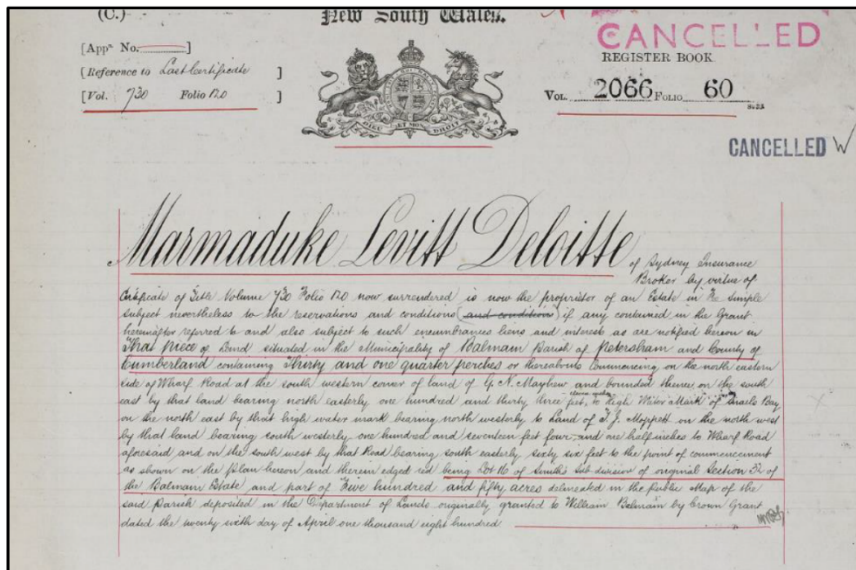 (C.)
New South Wales.
CANCELLED
[Appn No.]
[Reference to Last Certificate]
[Vol. 730 Folio 120]
REGISTER BOOK.
VOL. 2066 FOLIO 60
CANCELLED
DIEU ET MON DROIT
Marmaduke Levitt Deloitte of Sydney Insurance
Broker by virtue of
Certificate of Title Volume 730 Folio 120 now surrendered is now the proprietor of an Estate in Fee simple
subject nevertheless to the reservations and conditions (and conditions) if any contained in the Grant
hereinafter referred to and also subject to such encumbrances liens and interests as are notified hereon in
That piece of Land situated in the Municipality of Balmain Parish of Petersham and County of
Cumberland containing Thirty and one quarter perches or thereabouts Commencing on the north eastern
side of Wharf Road at the south western corner of land of G. N. Mayhew and bounded thence on the south
east by that land bearing north easterly one hundred and thirty three feet to High Water Mark of Snails Bay
on the north east by that high water mark bearing north westerly to Land of T. J. Moppett on the north west
by that land bearing south westerly one hundred and seventeen feet four and one half inches to Wharf Road
aforesaid and on the south west by that Road bearing south easterly sixty six feet to the point of commencement
as shown on the plan hereon and therein edged red being Lot of Smiths Sub division of original Section of
the Balmain Estate and part of Five hundred and fifty acres delineated in the Public Map of the
said Parish deposited in the Department of Lands originally granted to William Balmain by Crown Grant
dated the twenty sixth day of April one thousand eight hundred